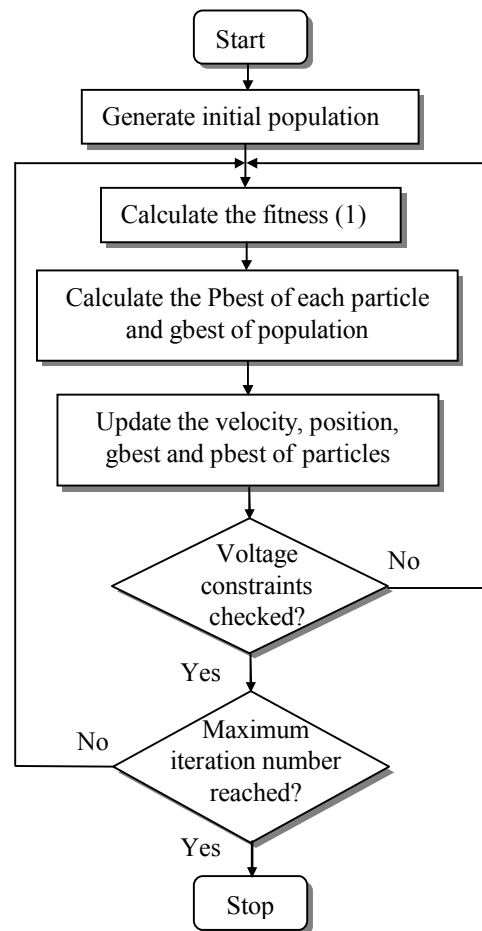 Start
Generate initial population
Calculate the fitness (1)
Calculate the Pbest of each particle
and gbest of population
Update the velocity, position,
gbest and pbest of particles
Voltage
constraints
checked?
No
Yes
Maximum
iteration number
reached?
No
Yes
Stop